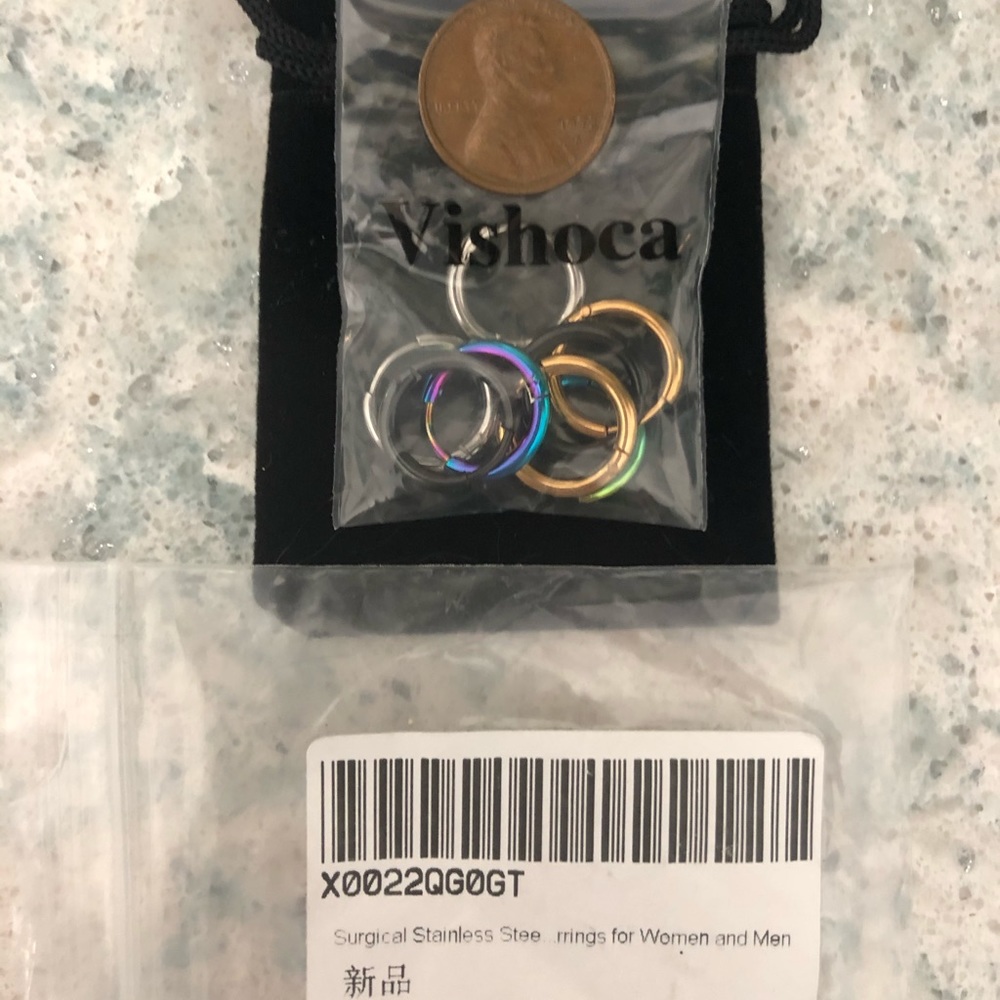 Vishoca
X0022QG0GT
Surgical Stainless Stee...rrings for Women and Men
新品